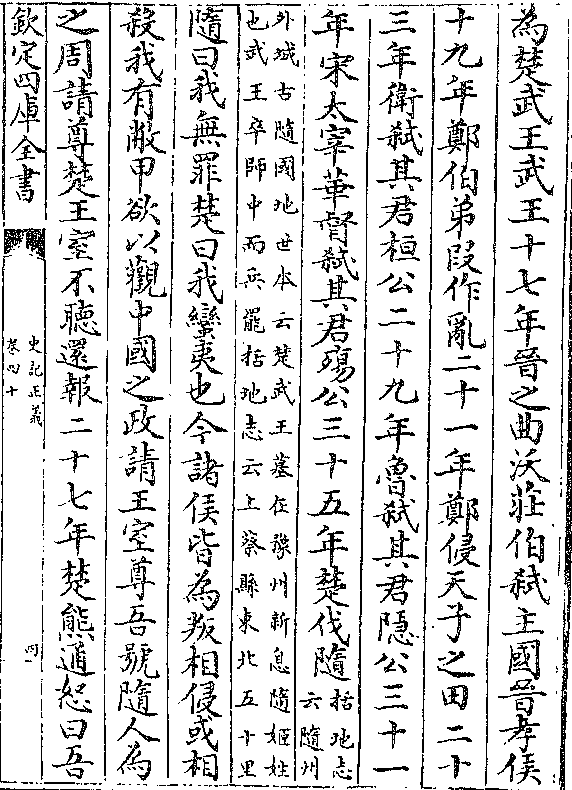 為楚武王武王十七年晉之曲沃莊伯弑主國晉孝侯
十九年鄭伯弟段作亂二十一年鄭侵天子之田二十
三年衛弑其君桓公二十九年魯弑其君隱公三十一
年宋太宰華督弑其君殤公三十五年楚伐隨
括地志
云隨州
外城古隨國地世本云楚武王墓在豫州新息隨姬姓
也武王卒師中而兵罷括地志云上蔡縣東北五十里
隨曰我無罪楚曰我蠻夷也今諸侯皆為叛相侵或相
殺我有敝甲欲以觀中國之政請王室尊吾號隨人為
之周請尊楚王室不聽還報二十七年楚熊通怒曰吾
欽定四庫全書
史記正義
卷四十
四